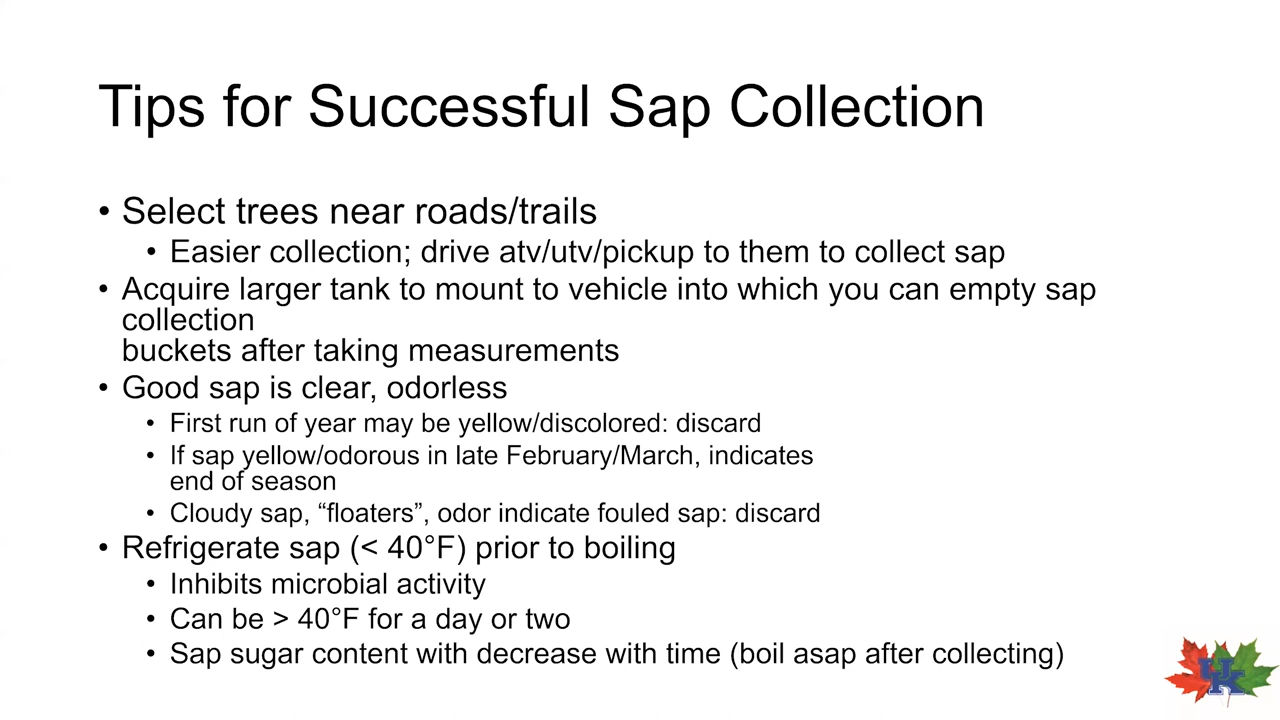 Tips for Successful Sap Collection
• Select trees near roads/trails
• Easier collection; drive atv/utv/pickup to them to collect sap
• Acquire larger tank to mount to vehicle into which you can empty sap
collection
buckets after taking measurements
• Good sap is clear, odorless
• First run of year may be yellow/discolored: discard
• If sap yellow/odorous in late February/March, indicates
end of season
• Cloudy sap, “floaters”, odor indicate fouled sap: discard
• Refrigerate sap (< 40°F) prior to boiling
• Inhibits microbial activity
• Can be > 40°F for a day or two
• Sap sugar content with decrease with time (boil asap after collecting)
UK